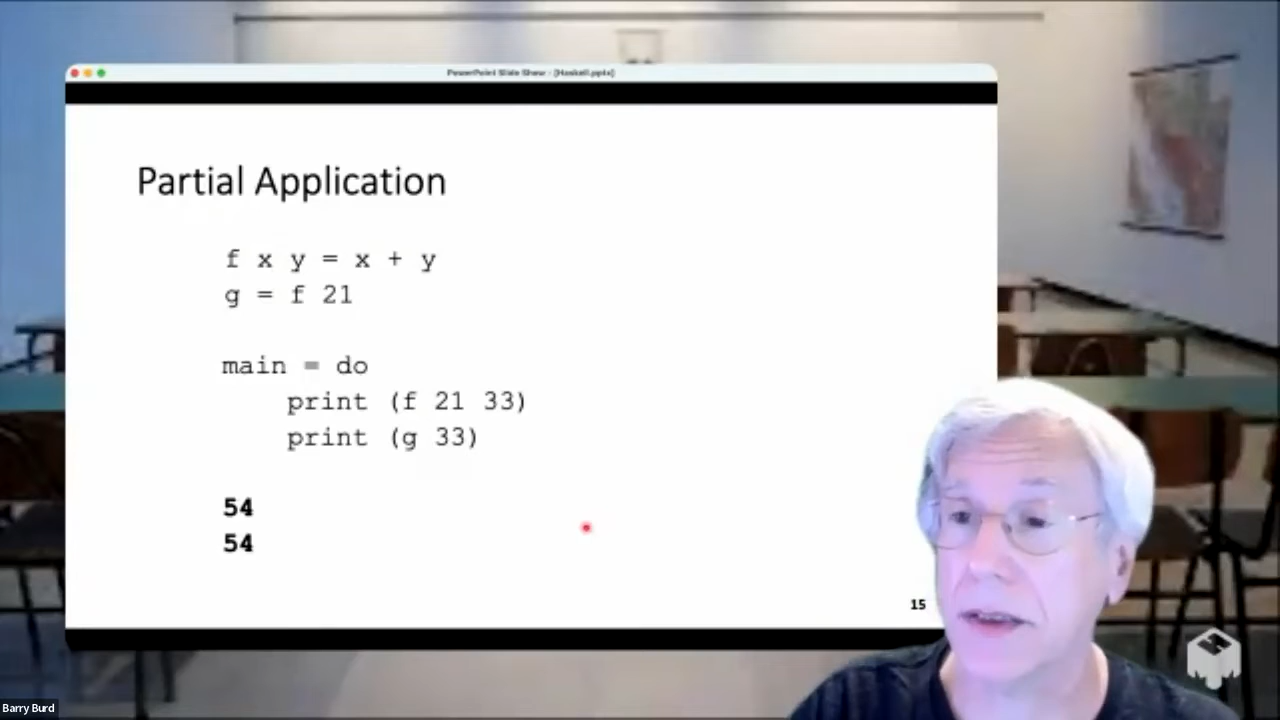 PowerPoint Slide Show - [Haskell.pptx]
Partial Application
f x y = x + y
g = f 21
main = do
    print (f 21 33)
    print (g 33)
54
54
15
Barry Burd